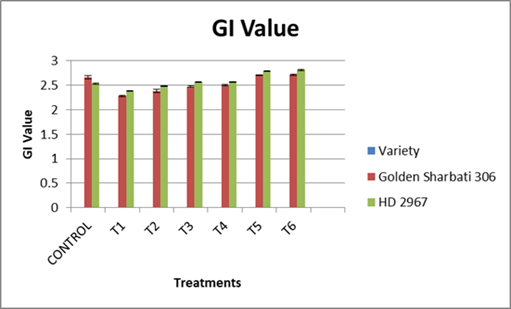 GI Value
3
2.5
2
1.5
1
0.5
0
GI Value
CONTROL
T1
T2
T3
T4
T5
T6
Treatments
Variety
Golden Sharbati 306
HD 2967